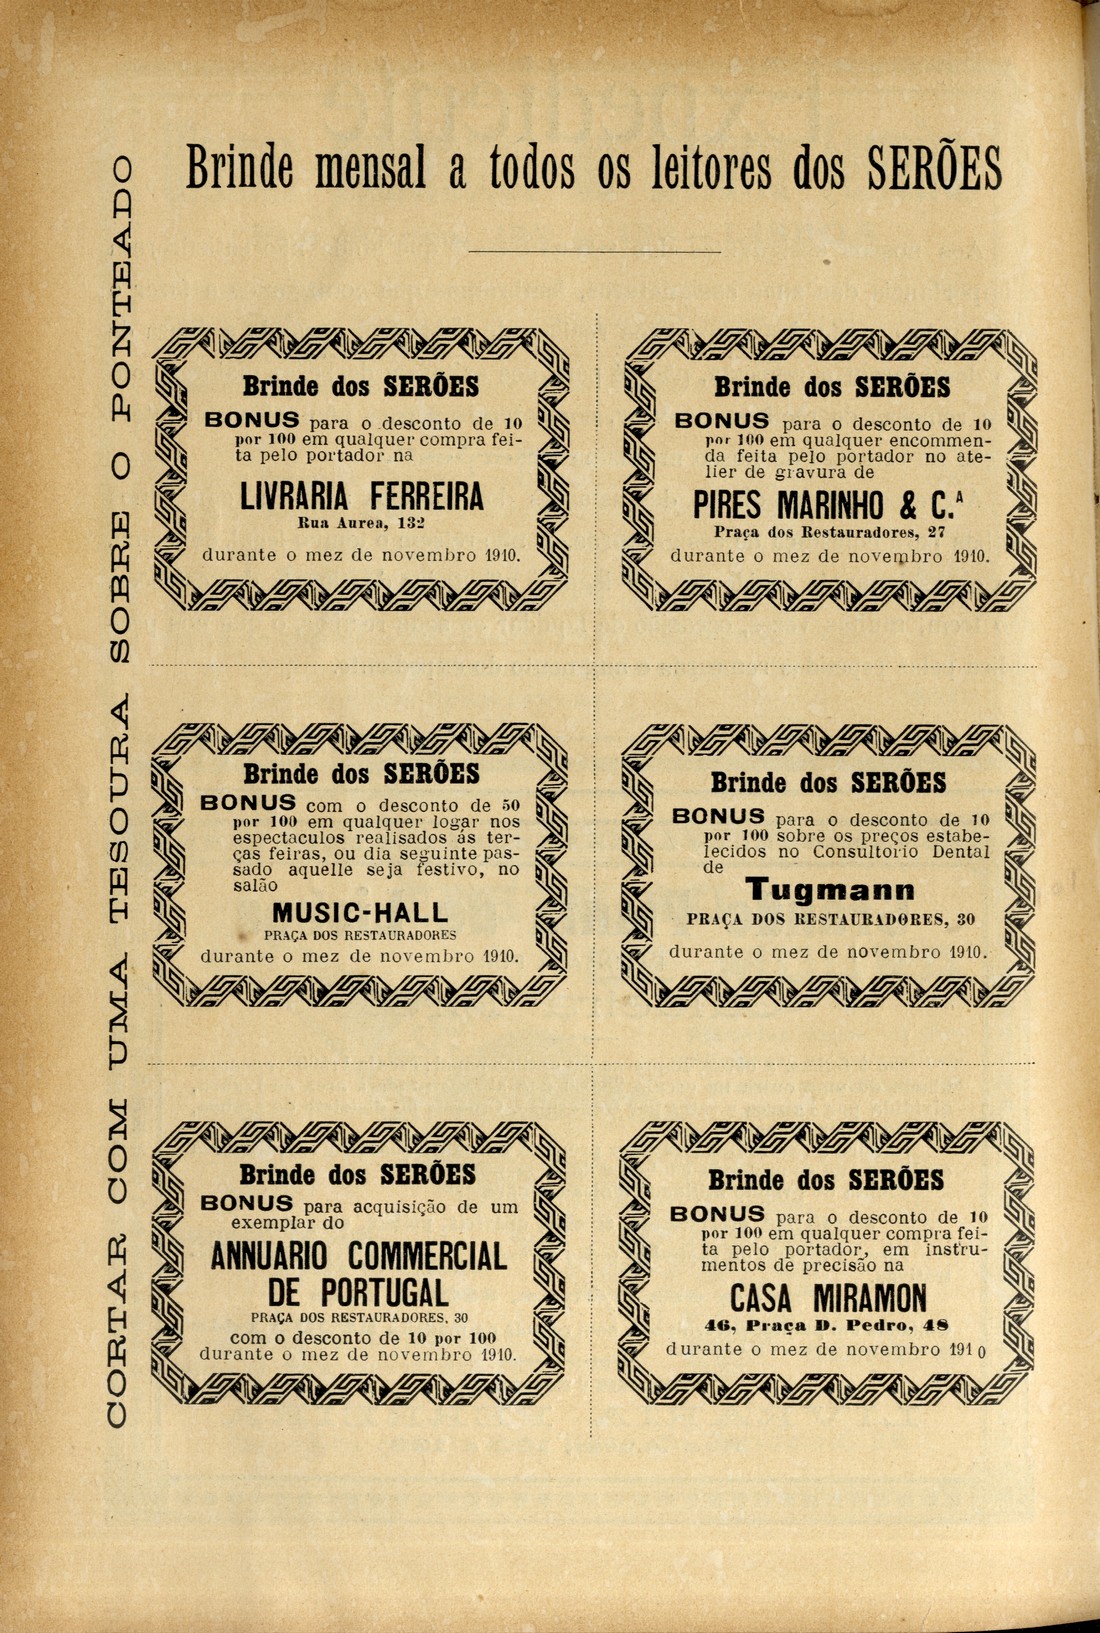 Brinde mensal a todos os leitores dos SERÕES
CORTAR COM UMA TESOURA SOBRE O PONTEADO
Brinde dos SERÕES
BONUS para o desconto de 10
por 100 em qualquer compra fei-
ta pelo portador na
LIVRARIA FERREIRA
Rua Aurea, 132
durante o mez de novembro 1910.
Brinde dos SERÕES
BONUS para o desconto de 10
por 100 em qualquer encommen-
da feita pelo portador no ate-
lier de gravura de
PIRES MARINHO & C.ᴬ
Praça dos Restauradores, 27
durante o mez de novembro 1910.
Brinde dos SERÕES
BONUS com o desconto de 50
por 100 em qualquer logar nos
espectaculos realisados ás ter-
ças feiras, ou dia seguinte pas-
sado aquelle seja festivo, no
salão
MUSIC-HALL
PRAÇA DOS RESTAURADORES
durante o mez de novembro 1910.
Brinde dos SERÕES
BONUS para o desconto de 10
por 100 sobre os preços estabe-
lecidos no Consultorio Dental
de
Tugmann
PRAÇA DOS RESTAURADORES, 30
durante o mez de novembro 1910.
Brinde dos SERÕES
BONUS para acquisição de um
exemplar do
ANNUARIO COMMERCIAL
DE PORTUGAL
PRAÇA DOS RESTAURADORES, 30
com o desconto de 10 por 100
durante o mez de novembro 1910.
Brinde dos SERÕES
BONUS para o desconto de 10
por 100 em qualquer compra fei-
ta pelo portador, em instru-
mentos de precisão na
CASA MIRAMON
46, Praça D. Pedro, 48
durante o mez de novembro 1910